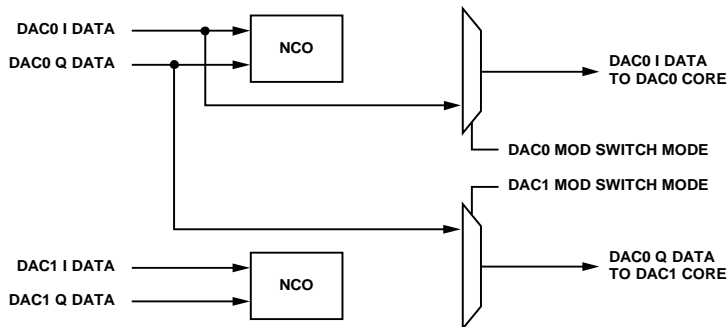 DAC0 I DATA
DAC0 Q DATA
NCO
DAC0 I DATA
TO DAC0 CORE
DAC0 MOD SWITCH MODE
DAC1 MOD SWITCH MODE
DAC1 I DATA
DAC1 Q DATA
NCO
DAC0 Q DATA
TO DAC1 CORE